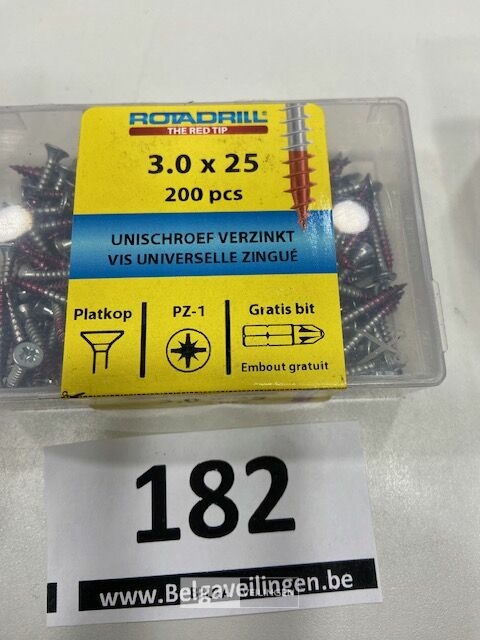 ROTADRILL
THE RED TIP
3.0 x 25
200 pcs
UNISCHROEF VERZINKT
VIS UNIVERSELLE ZINGUÉ
Platkop
PZ-1
Gratis bit
Embout gratuit
182
www.Belgaveilingen.be
VEILINGEN